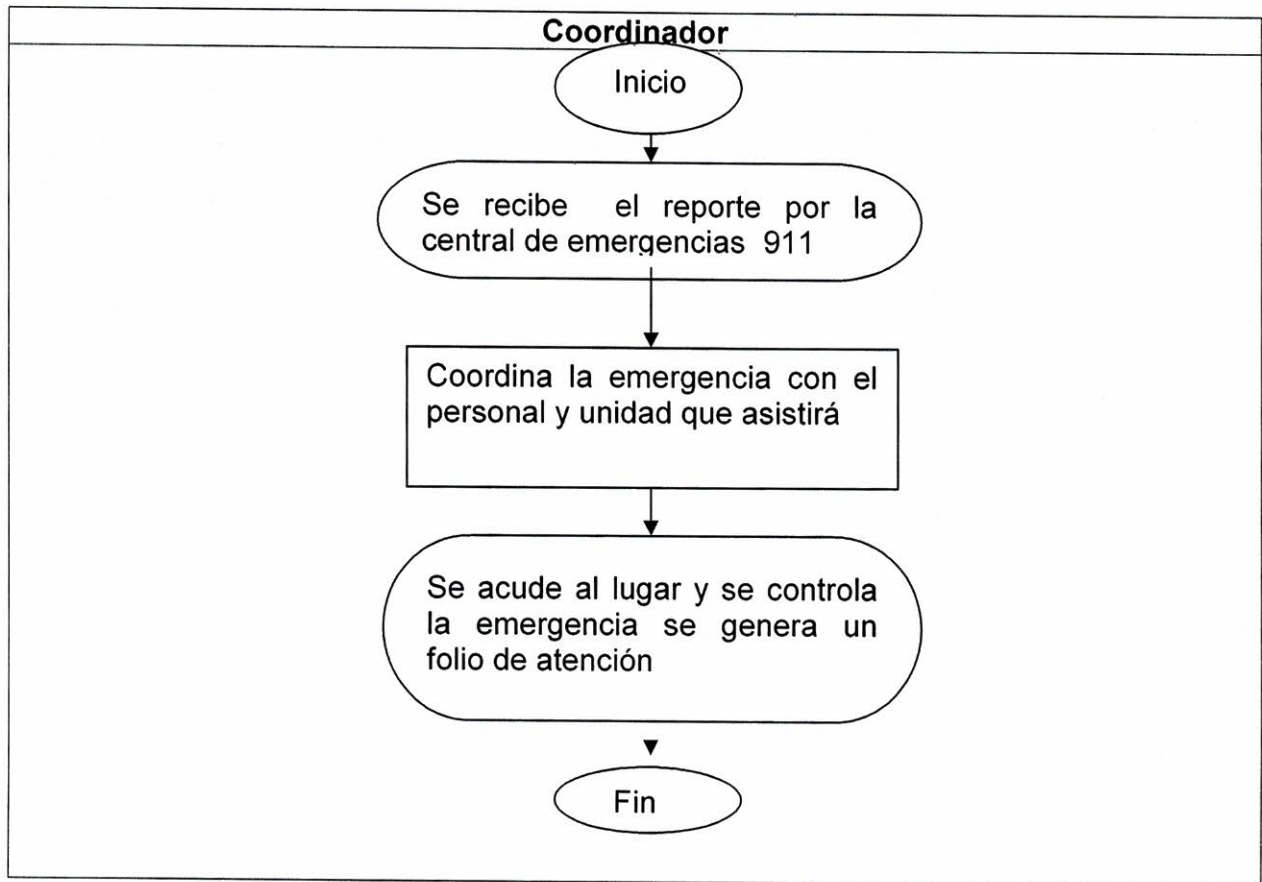 Coordinador
Inicio
Se recibe el reporte por la
central de emergencias 911
Coordina la emergencia con el
personal y unidad que asistirá
Se acude al lugar y se controla
la emergencia se genera un
folio de atención
Fin